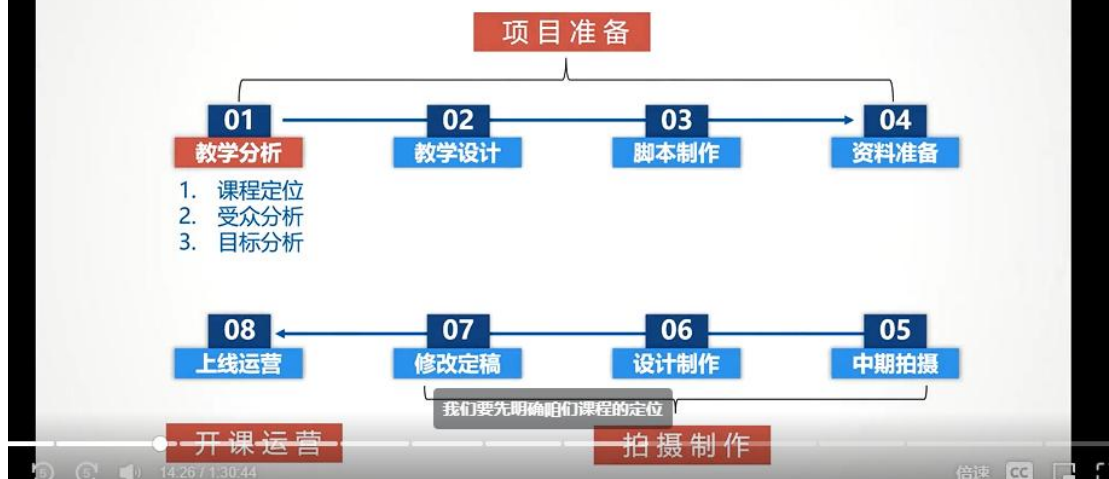 项目准备
01 02 03 04
教学分析 教学设计 脚本制作 资料准备
1. 课程定位
2. 受众分析
3. 目标分析
08 07 06 05
上线运营 修改定稿 设计制作 中期拍摄
我们要先明确咱们课程的定位
开课运营 拍摄制作
5 5 14:26 / 1:30:44 倍速 CC